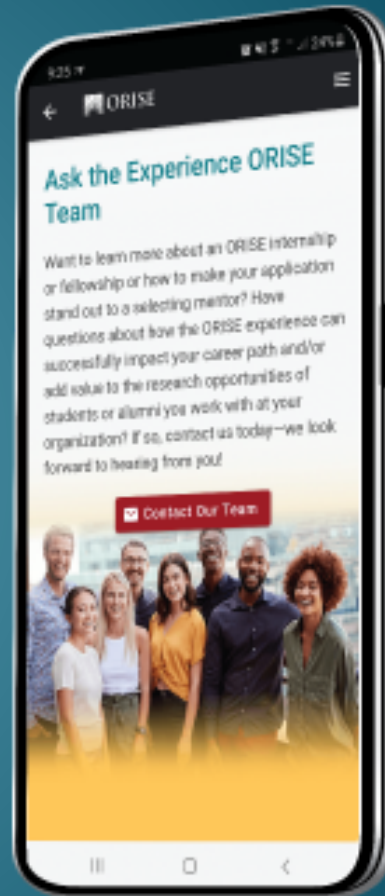 9:25
24%
ORISE
Ask the Experience ORISE
Team
Want to learn more about an ORISE internship
or fellowship or how to make your application
stand out to a selecting mentor? Have
questions about how the ORISE experience can
successfully impact your career path and/or
add value to the research opportunities of
students or alumni you work with at your
organization? If so, contact us today—we look
forward to hearing from you!
Contact Our Team